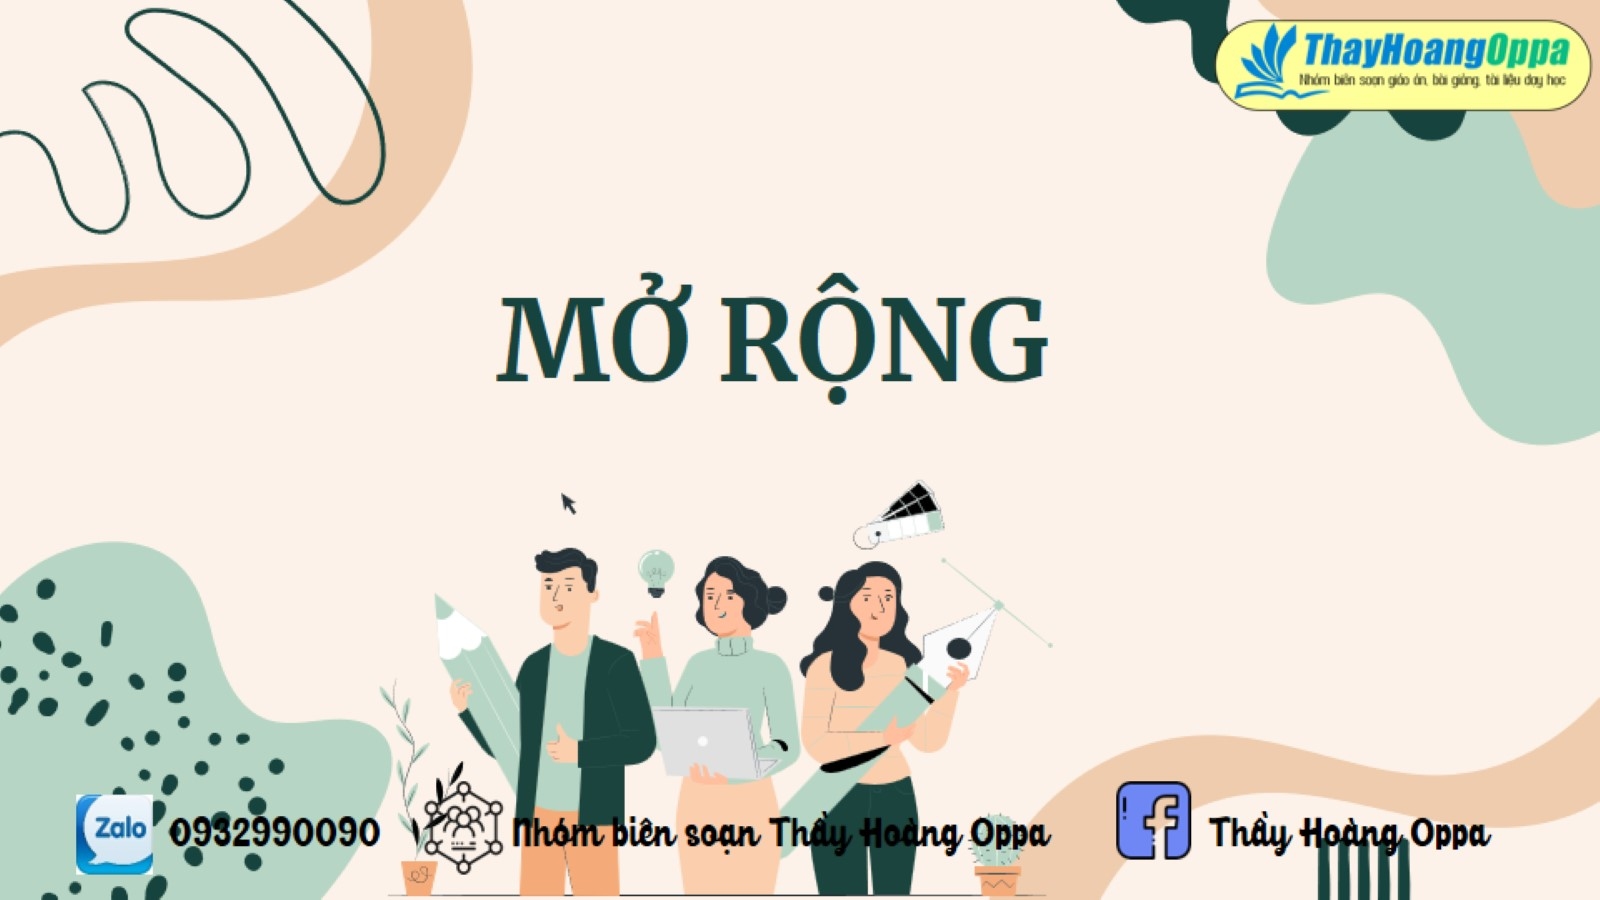 ThayHoangOppa
Nhóm biên soạn giáo án, bài giảng, tài liệu dạy học
MỞ RỘNG
Zalo
0932990090
Nhóm biên soạn Thầy Hoàng Oppa
Thầy Hoàng Oppa